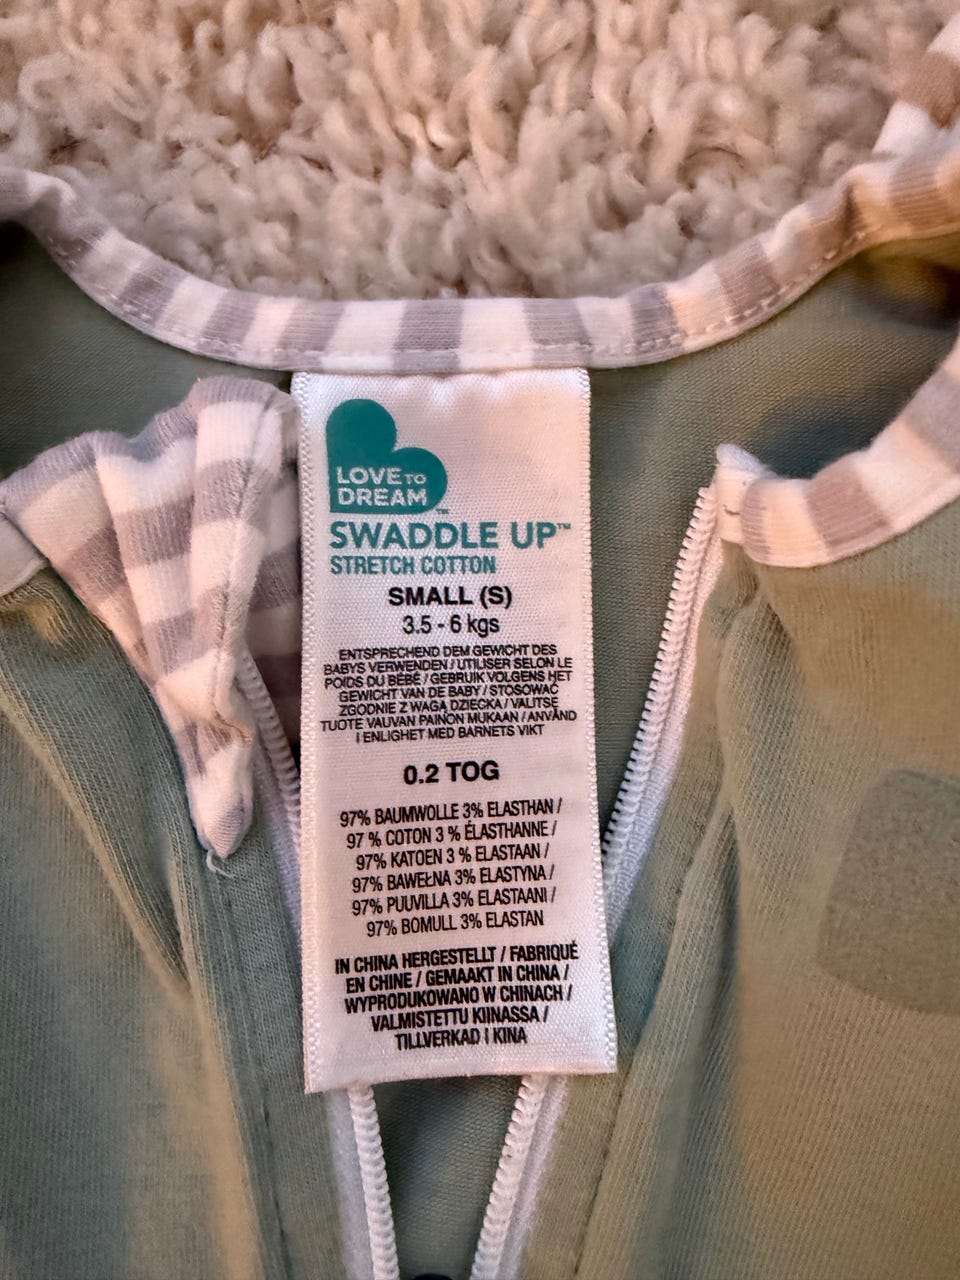 LOVE TO
DREAM™
SWADDLE UP™
STRETCH COTTON
SMALL (S)
3.5 - 6 kgs
ENTSPRECHEND DEM GEWICHT DES
BABYS VERWENDEN / UTILISER SELON LE
POIDS DU BÉBÉ / GEBRUIK VOLGENS HET
GEWICHT VAN DE BABY / STOSOWAĆ
ZGODNIE Z WAGĄ DZIECKA / VALITSE
TUOTE VAUVAN PAINON MUKAAN / ANVÄND
I ENLIGHET MED BARNETS VIKT
0.2 TOG
97% BAUMWOLLE 3% ELASTHAN /
97 % COTON 3 % ÉLASTHANNE /
97% KATOEN 3 % ELASTAAN /
97% BAWEŁNA 3% ELASTYNA /
97% PUUVILLA 3% ELASTAANI /
97% BOMULL 3% ELASTAN
IN CHINA HERGESTELLT / FABRIQUÉ
EN CHINE / GEMAAKT IN CHINA /
WYPRODUKOWANO W CHINACH /
VALMISTETTU KIINASSA /
TILLVERKAD I KINA